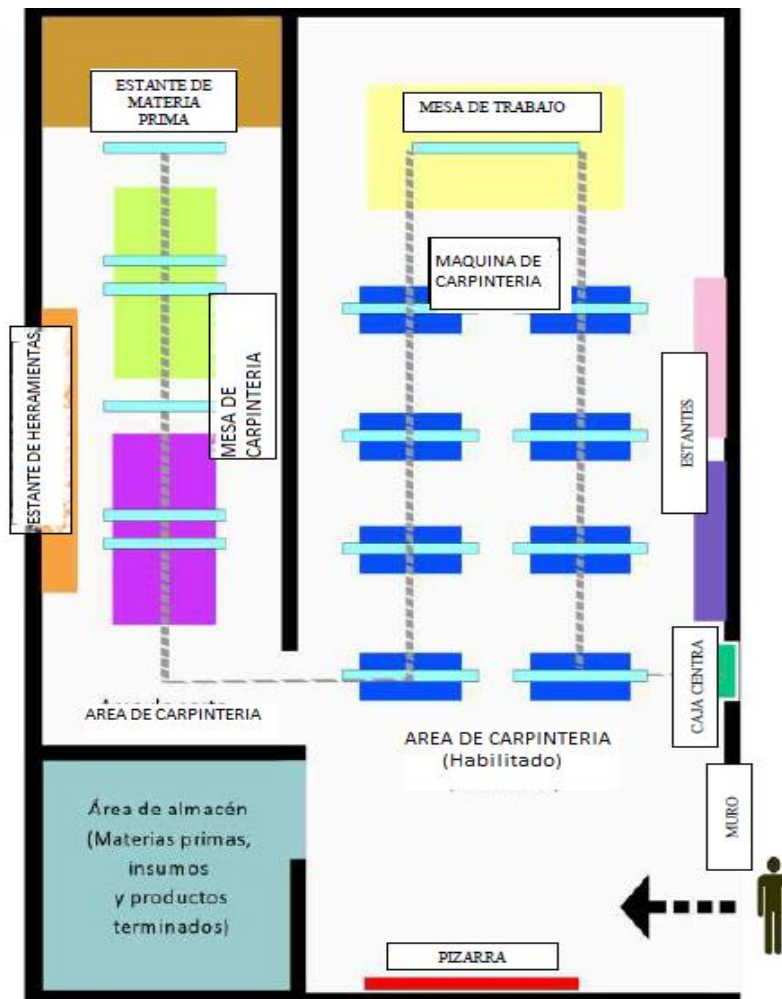 ESTANTE DE
MATERIA
PRIMA
MESA DE TRABAJO
MAQUINA DE
CARPINTERIA
ESTANTE DE HERRAMIENTAS
MESA DE
CARPINTERIA
ESTANTES
CAJA CENTRA
AREA DE CARPINTERIA
AREA DE CARPINTERIA
(Habilitado)
MURO
Área de almacén
(Materias primas,
insumos
y productos
terminados)
PIZARRA